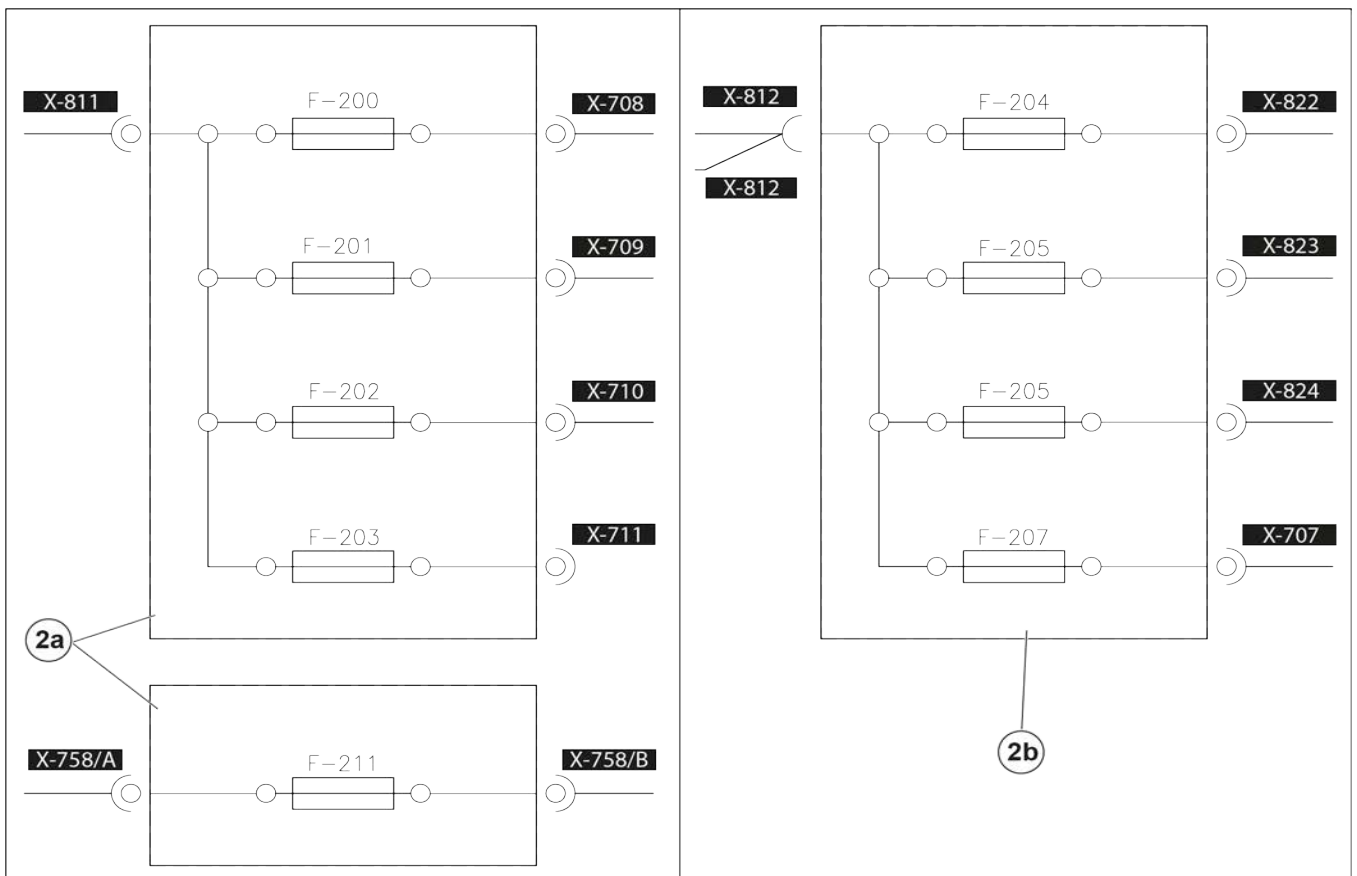 X-811
F-200
X-708
F-201
X-709
F-202
X-710
F-203
X-711
2a
X-758/A
F-211
X-758/B
X-812
X-812
F-204
X-822
F-205
X-823
F-205
X-824
F-207
X-707
2b